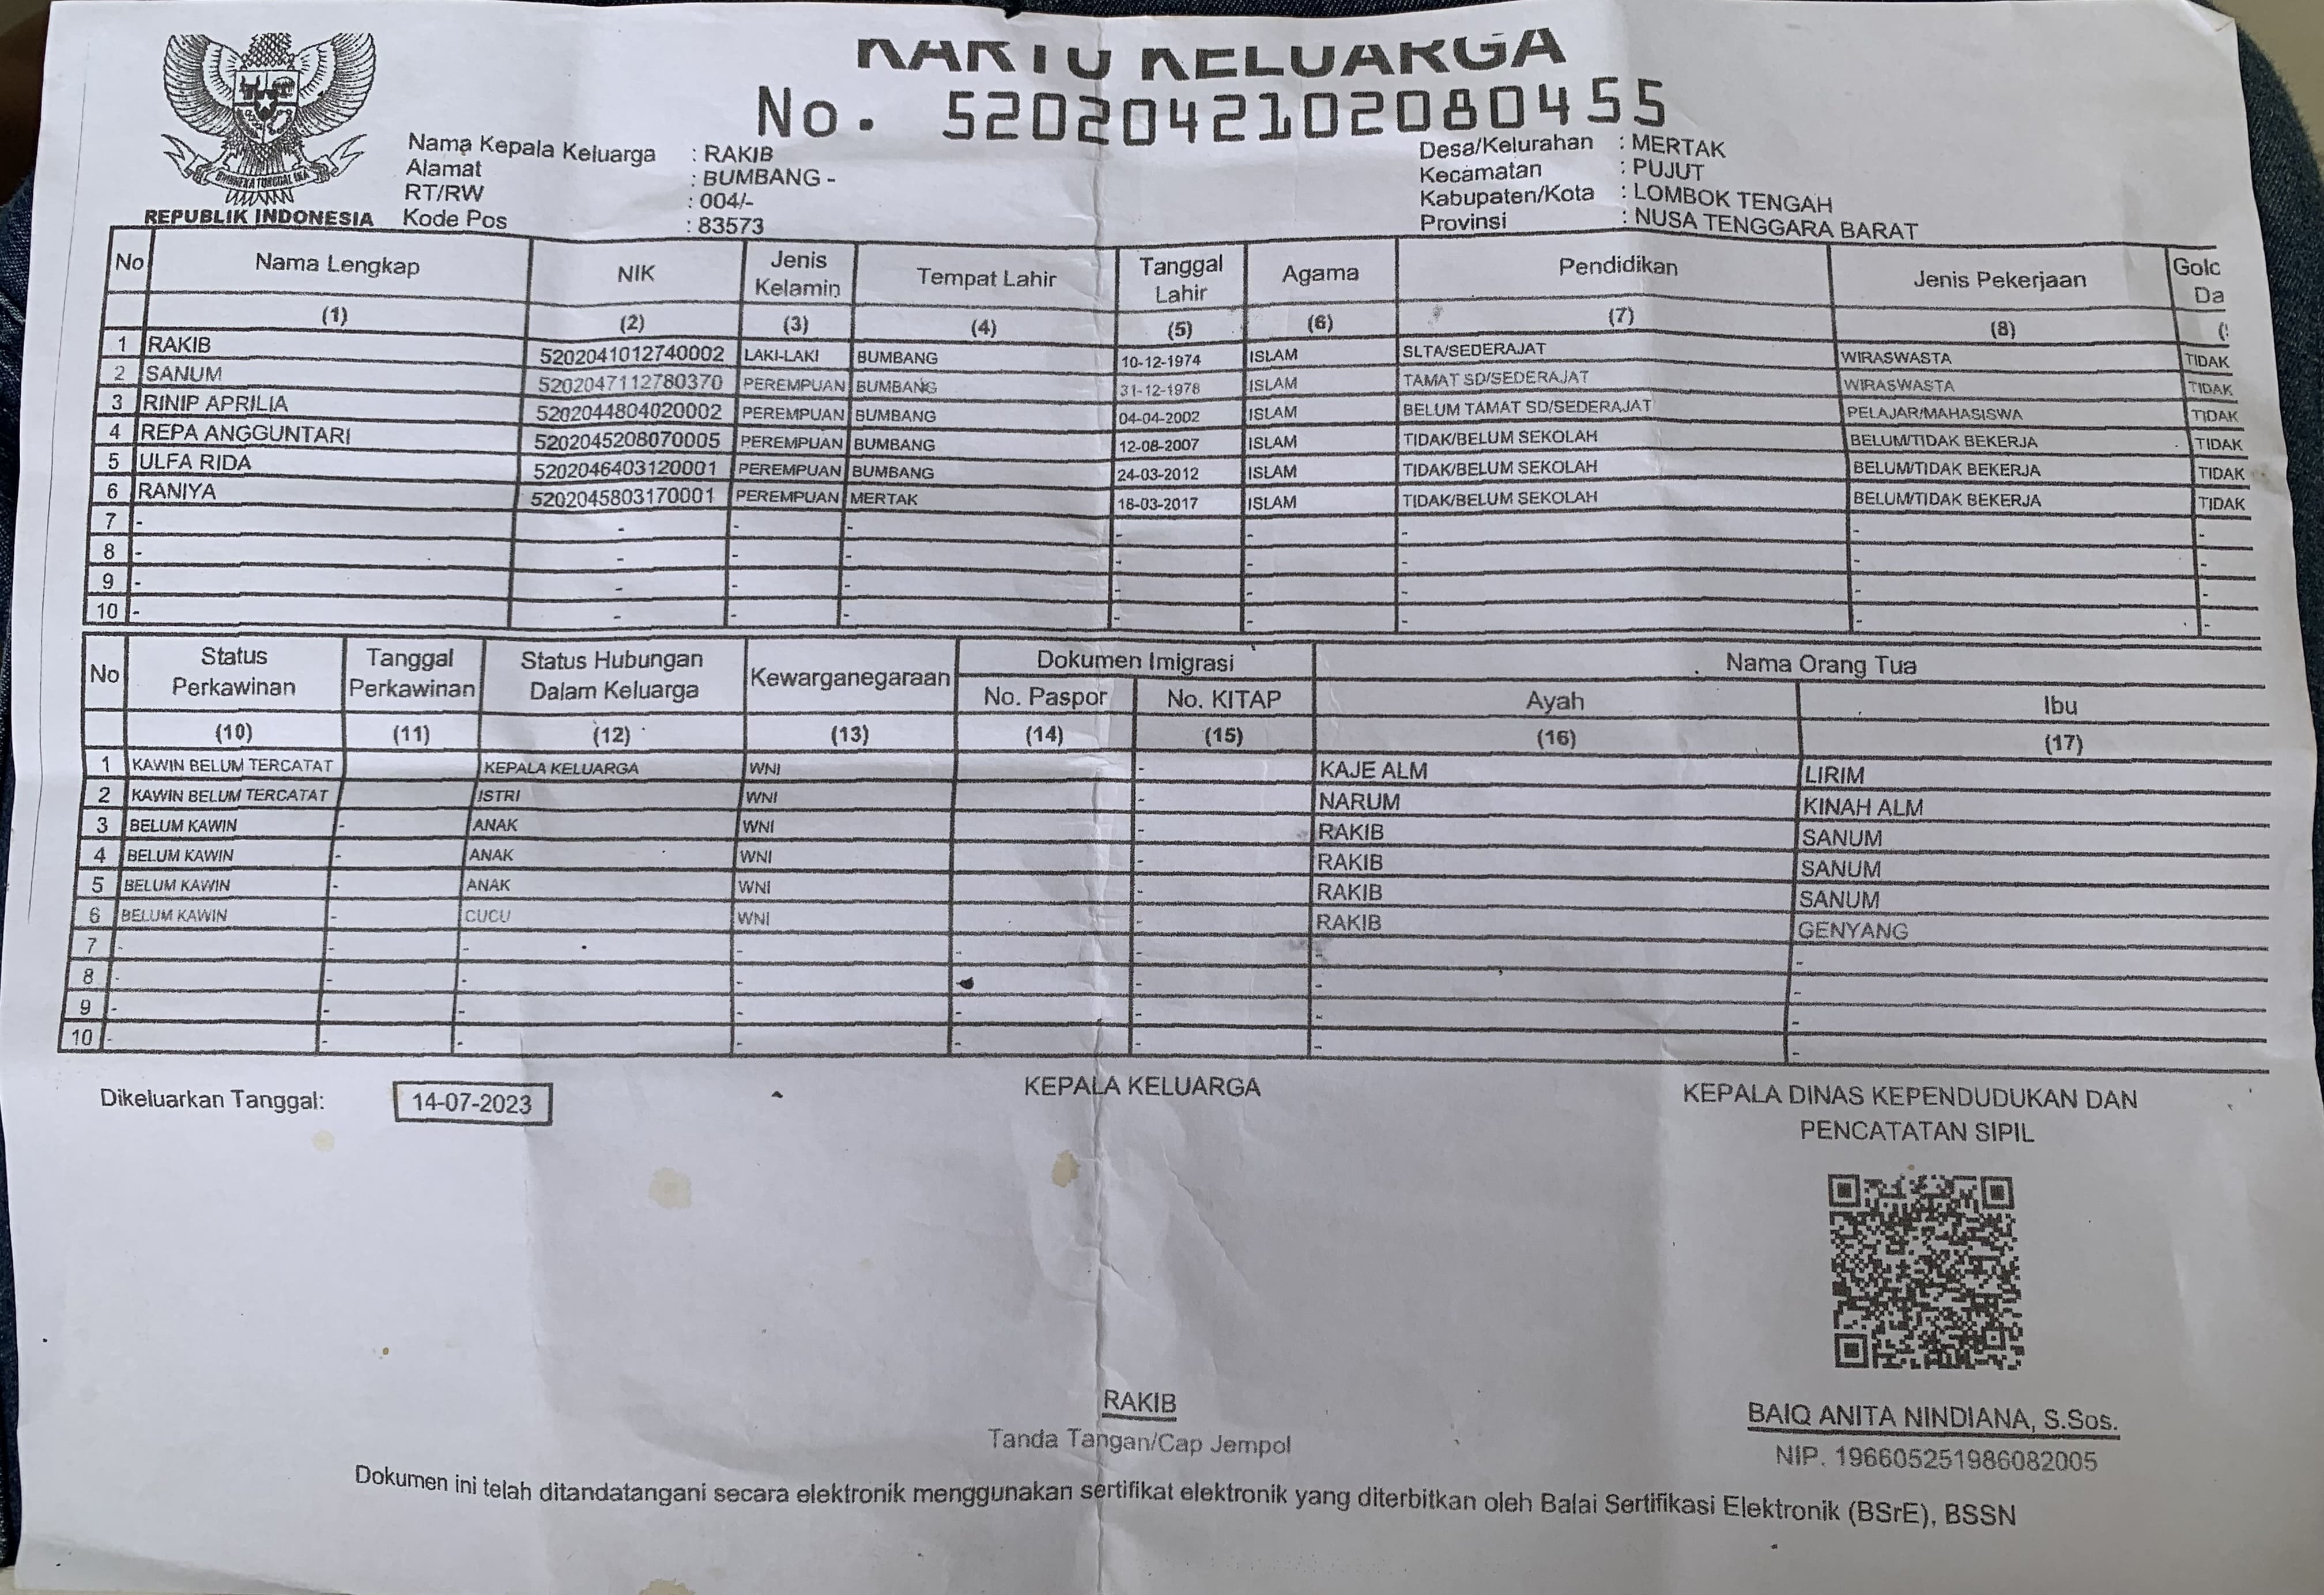 KARTU KELUARGA
No. 5202042102080455
BHINNEKA TUNGGAL IKA
REPUBLIK INDONESIA
Nama Kepala Keluarga : RAKIB
Alamat : BUMBANG -
RT/RW : 004/-
Kode Pos : 83573
Desa/Kelurahan : MERTAK
Kecamatan : PUJUT
Kabupaten/Kota : LOMBOK TENGAH
Provinsi : NUSA TENGGARA BARAT
No Nama Lengkap NIK Jenis Kelamin Tempat Lahir Tanggal Lahir Agama Pendidikan Jenis Pekerjaan Golc Da
(1) (2) (3) (4) (5) (6) (7) (8) (
1 RAKIB 5202041012740002 LAKI-LAKI BUMBANG 10-12-1974 ISLAM SLTA/SEDERAJAT WIRASWASTA TIDAK
2 SANUM 5202047112780370 PEREMPUAN BUMBANG 31-12-1978 ISLAM TAMAT SD/SEDERAJAT WIRASWASTA TIDAK
3 RINIP APRILIA 5202044804020002 PEREMPUAN BUMBANG 04-04-2002 ISLAM BELUM TAMAT SD/SEDERAJAT PELAJAR/MAHASISWA TIDAK
4 REPA ANGGUNTARI 5202045208070005 PEREMPUAN BUMBANG 12-08-2007 ISLAM TIDAK/BELUM SEKOLAH BELUM/TIDAK BEKERJA TIDAK
5 ULFA RIDA 5202046403120001 PEREMPUAN BUMBANG 24-03-2012 ISLAM TIDAK/BELUM SEKOLAH BELUM/TIDAK BEKERJA TIDAK
6 RANIYA 5202045803170001 PEREMPUAN MERTAK 18-03-2017 ISLAM TIDAK/BELUM SEKOLAH BELUM/TIDAK BEKERJA TIDAK
7 - - - - - - - - -
8 - - - - - - - - -
9 - - - - - - - - -
10 - - - - - - - - -
No Status Perkawinan Tanggal Perkawinan Status Hubungan Dalam Keluarga Kewarganegaraan Dokumen Imigrasi Nama Orang Tua
No. Paspor No. KITAP Ayah Ibu
(10) (11) (12) (13) (14) (15) (16) (17)
1 KAWIN BELUM TERCATAT KEPALA KELUARGA WNI - KAJE ALM LIRIM
2 KAWIN BELUM TERCATAT ISTRI WNI - NARUM KINAH ALM
3 BELUM KAWIN - ANAK WNI - RAKIB SANUM
4 BELUM KAWIN - ANAK WNI - RAKIB SANUM
5 BELUM KAWIN - ANAK WNI - RAKIB SANUM
6 BELUM KAWIN - CUCU WNI - RAKIB GENYANG
7 - - - - - - - -
8 - - - - - - - -
9 - - - - - - - -
10 - - - - - - - -
Dikeluarkan Tanggal: 14-07-2023
KEPALA KELUARGA
KEPALA DINAS KEPENDUDUKAN DAN
PENCATATAN SIPIL
RAKIB
Tanda Tangan/Cap Jempol
BAIQ ANITA NINDIANA, S.Sos.
NIP. 196605251986082005
Dokumen ini telah ditandatangani secara elektronik menggunakan sertifikat elektronik yang diterbitkan oleh Balai Sertifikasi Elektronik (BSrE), BSSN